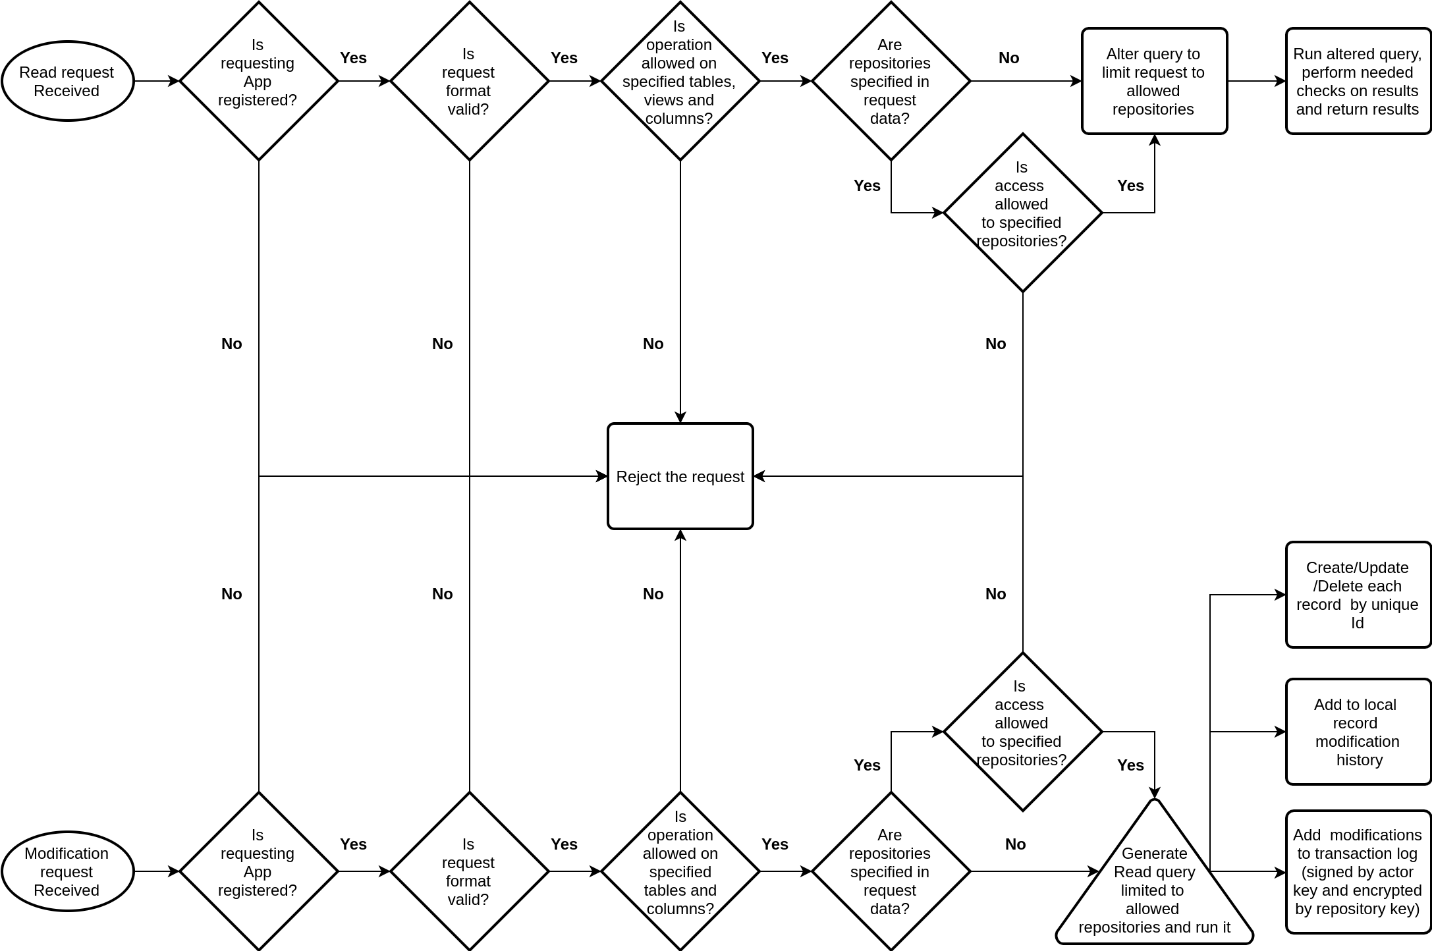 Read request
Received
Is
requesting
App
registered?
Yes
Is
request
format
valid?
Yes
Is
operation
allowed on
specified tables,
views and
columns?
Yes
Are
repositories
specified in
request
data?
No
Alter query to
limit request to
allowed
repositories
Run altered query,
perform needed
checks on results
and return results
Yes
Is
access
allowed
to specified
repositories?
Yes
No
No
No
No
Reject the request
No
No
No
No
Create/Update
/Delete each
record by unique
Id
Add to local
record
modification
history
Is
access
allowed
to specified
repositories?
Yes
Yes
Modification
request
Received
Is
requesting
App
registered?
Yes
Is
request
format
valid?
Yes
Is
operation
allowed on
specified
tables and
columns?
Yes
Are
repositories
specified in
request
data?
No
Generate
Read query
limited to
allowed
repositories and run it
Add modifications
to transaction log
(signed by actor
key and encrypted
by repository key)